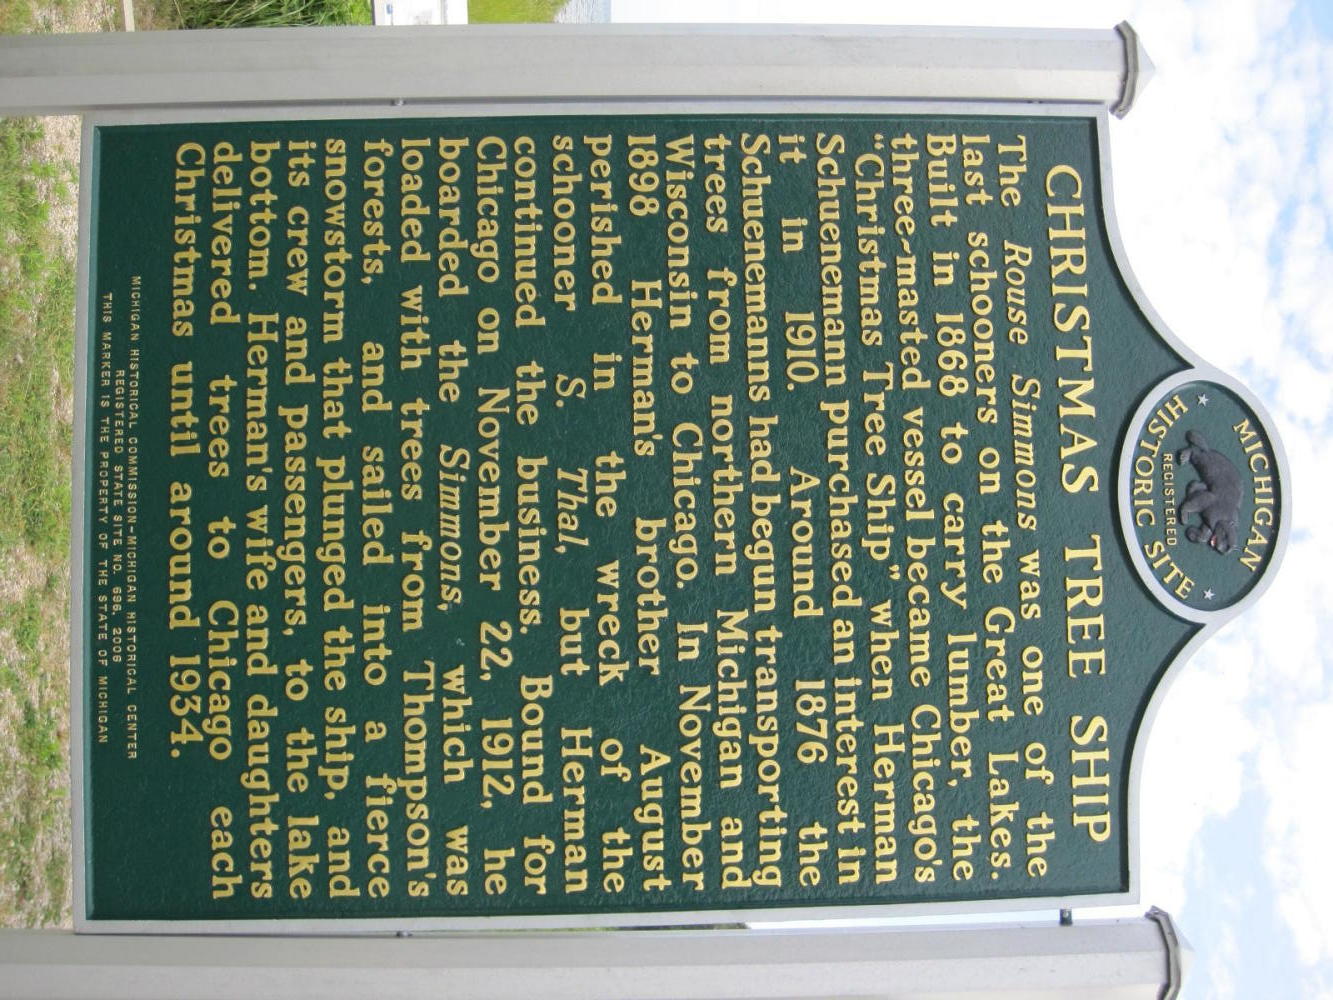 MICHIGAN
REGISTERED
HISTORIC SITE
CHRISTMAS TREE SHIP
The Rouse Simmons was one of the
last schooners on the Great Lakes.
Built in 1868 to carry lumber, the
three-masted vessel became Chicago's
"Christmas Tree Ship" when Herman
Schuenemann purchased an interest in
it in 1910. Around 1876 the
Schuenemanns had begun transporting
trees from northern Michigan and
Wisconsin to Chicago. In November
1898 Herman's brother August
perished in the wreck of the
schooner S. Thal, but Herman
continued the business. Bound for
Chicago on November 22, 1912, he
boarded the Simmons, which was
loaded with trees from Thompson's
forests, and sailed into a fierce
snowstorm that plunged the ship, and
its crew and passengers, to the lake
bottom. Herman's wife and daughters
delivered trees to Chicago each
Christmas until around 1934.
MICHIGAN HISTORICAL COMMISSION-MICHIGAN HISTORICAL CENTER
REGISTERED STATE SITE NO. 696, 2006
THIS MARKER IS THE PROPERTY OF THE STATE OF MICHIGAN